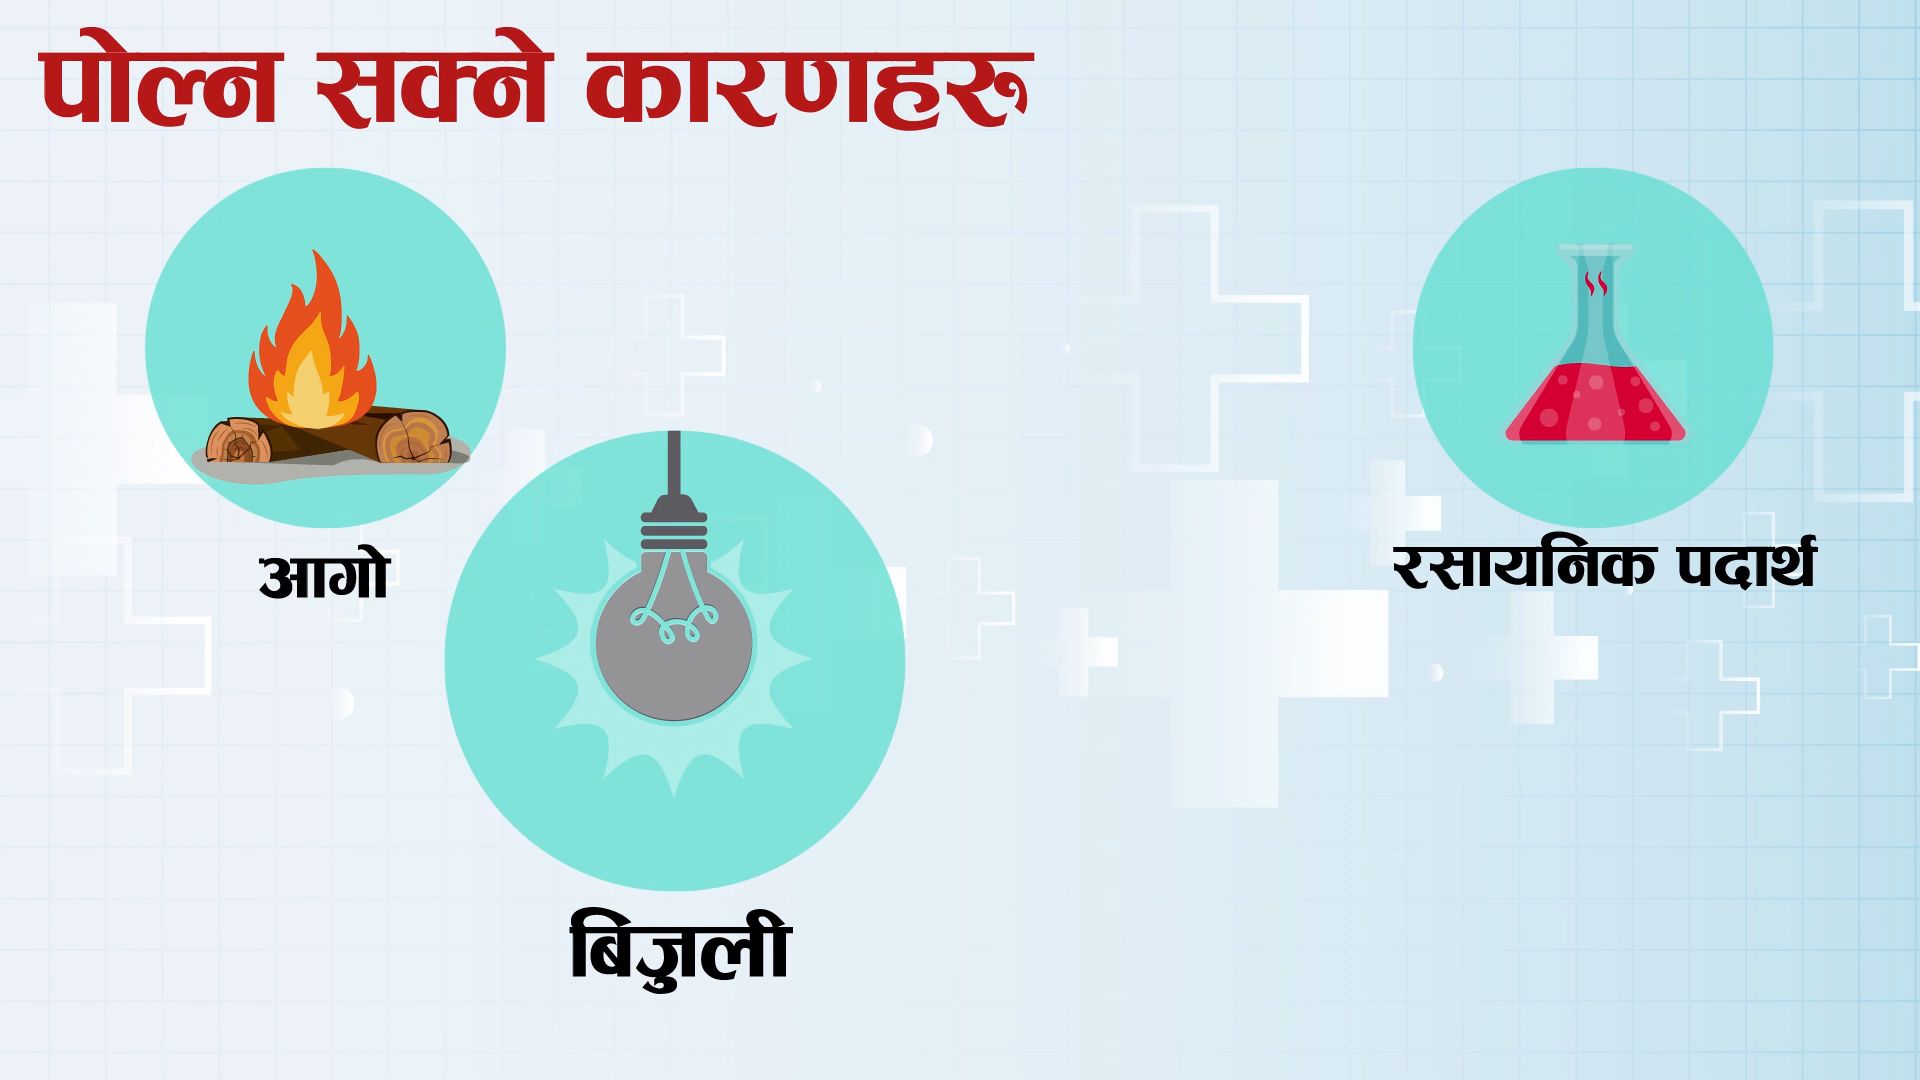 पोल्न सक्ने कारणहरु
आगो
रसायनिक पदार्थ
बिजुली